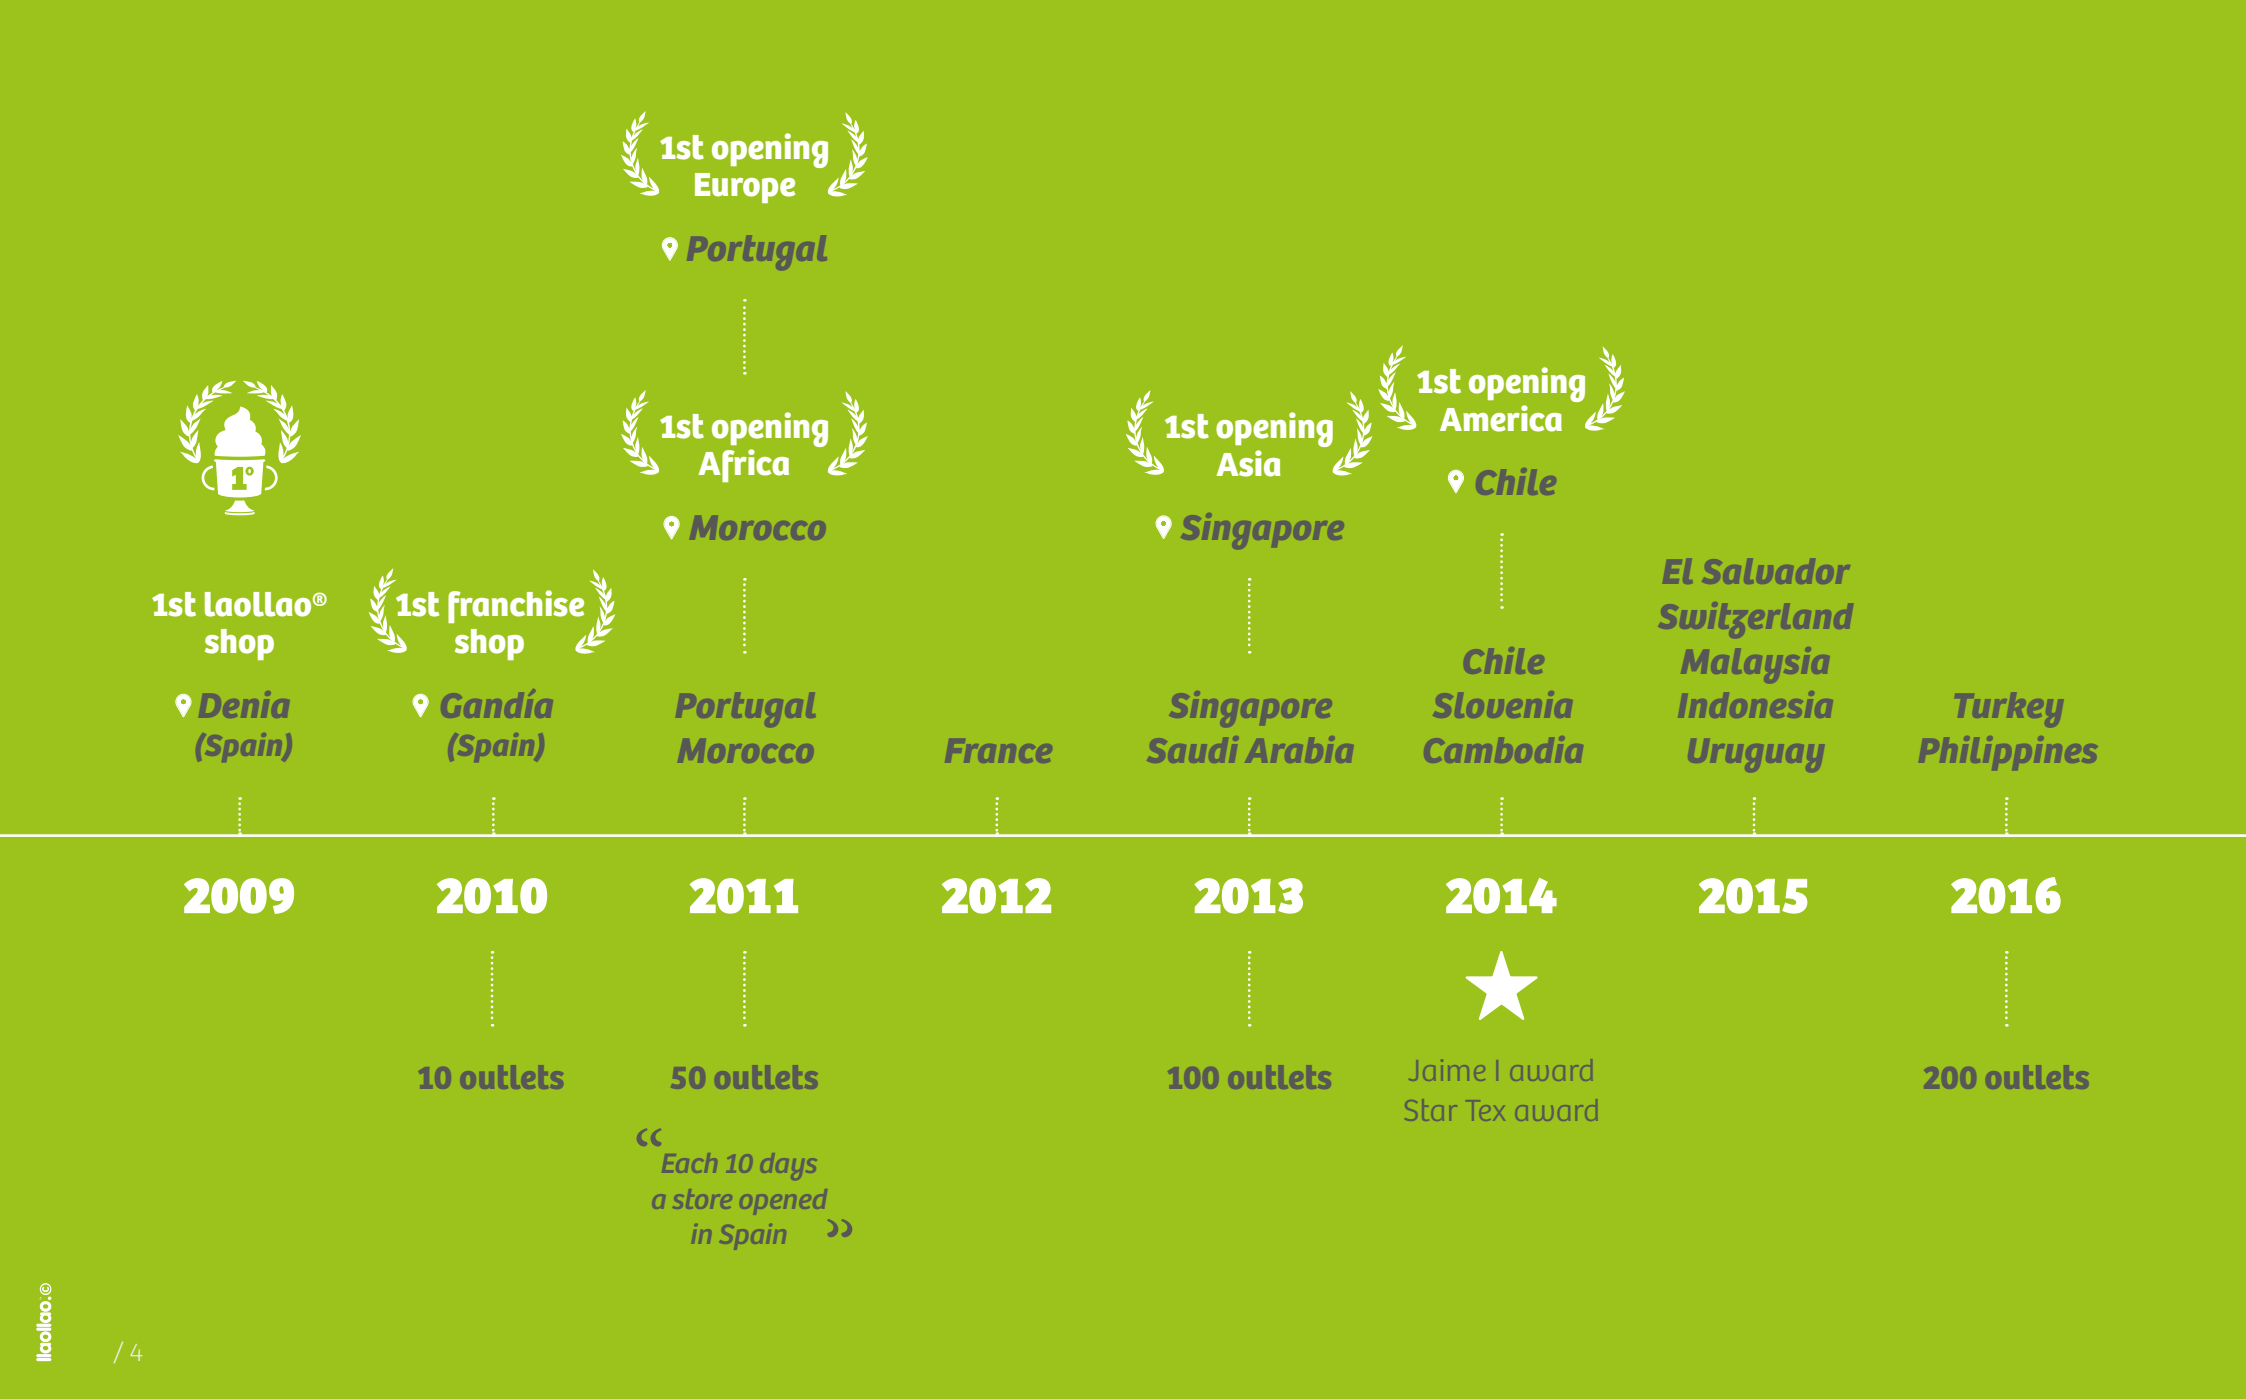 1st opening
Europe
Portugal
1st opening
Africa
Morocco
1st opening
Asia
Singapore
1st opening
America
Chile
1º
1st laollao®
shop
Denia
(Spain)
1st franchise
shop
Gandía
(Spain)
Portugal
Morocco
France
Singapore
Saudi Arabia
Chile
Slovenia
Cambodia
El Salvador
Switzerland
Malaysia
Indonesia
Uruguay
Turkey
Philippines
2009
2010
2011
2012
2013
2014
2015
2016
10 outlets
50 outlets
“Each 10 days
a store opened
in Spain”
100 outlets
Jaime I award
Star Tex award
200 outlets
llaollao.©
/ 4